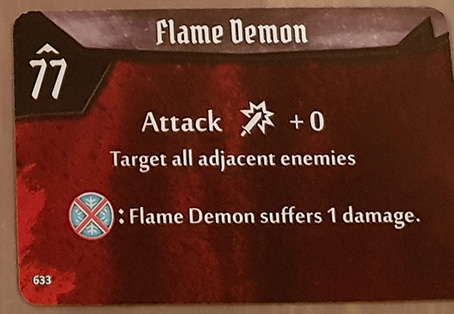 Flame Demon
77
Attack + 0
Target all adjacent enemies
: Flame Demon suffers 1 damage.
633